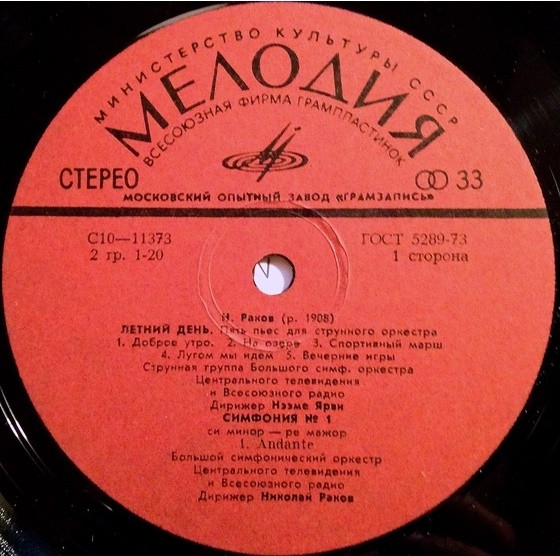 МИНИСТЕРСТВО КУЛЬТУРЫ СССР
МЕЛОДИЯ
ВСЕСОЮЗНАЯ ФИРМА ГРАМПЛАСТИНОК
СТЕРЕО 33
МОСКОВСКИЙ ОПЫТНЫЙ ЗАВОД «ГРАМЗАПИСЬ»
С10—11373 ГОСТ 5289-73
2 гр. 1-20 1 сторона
Н. Раков (р. 1908)
ЛЕТНИЙ ДЕНЬ. Пять пьес для струнного оркестра
1. Доброе утро. 2. На озере 3. Спортивный марш
4. Лугом мы идем 5. Вечерние игры
Струнная группа Большого симф. оркестра
Центрального телевидения
и Всесоюзного радио
Дирижер Нээме Ярви
СИМФОНИЯ № 1
си минор — ре мажор
1. Andante
Большой симфонический оркестр
Центрального телевидения
и Всесоюзного радио
Дирижер Николай Раков